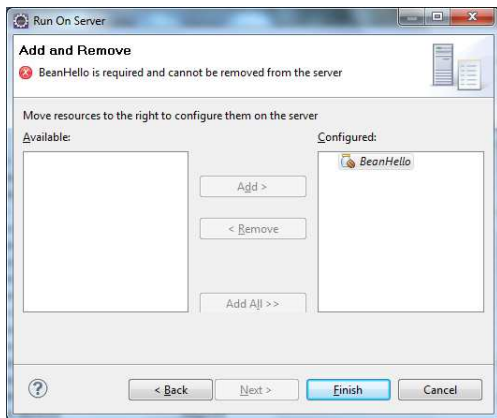 Run On Server
Add and Remove
BeanHello is required and cannot be removed from the server
Move resources to the right to configure them on the server
Available:
Configured:
BeanHello
Add >
< Remove
Add All >>
< Back
Next >
Finish
Cancel